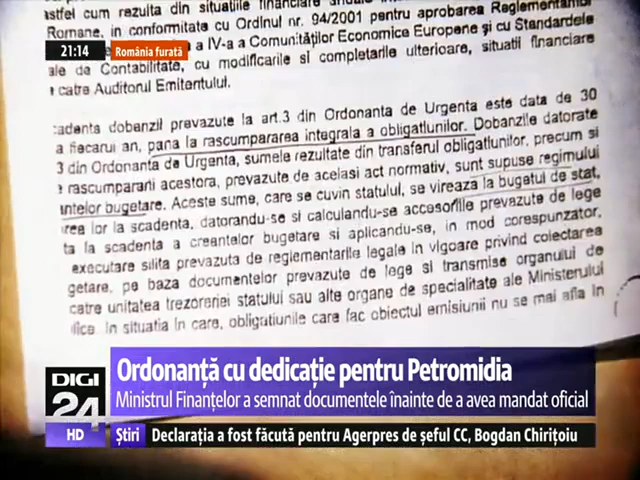 astfel cum rezulta din situatiile financiare
Romane, in conformitate cu Ordinul nr. 94/2001 pentru aprobarea Reglementarilor
a IV-a a Comunităților Economice Europene si cu Standardele
ale de Contabilitate, cu modificarile si completarile ulterioare, situatii financiare
e catre Auditorul Emitentului.
21:14
România furată
cadenta dobanzii prevazute la art.3 din Ordonanta de Urgenta este data de 30
a fiecarui an, pana la rascumpararea integrala a obligatiunilor. Dobanzile datorate
3 din Ordonanta de Urgenta, sumele rezultate din transferul obligatiunilor, precum si
e rascumpararii acestora, prevazute de acelasi act normativ, sunt supuse regimului
ntelor bugetare. Aceste sume, care se cuvin statului, se vireaza la bugetul de stat,
rea lor la scadenta, datorandu-se si calculandu-se accesoriile prevazute de lege
ta la scadenta a creantelor bugetare si aplicandu-se, in mod corespunzator,
executare silita prevazuta de reglementarile legale in vigoare privind colectarea
getare, pe baza documentelor prevazute de lege si transmise organului de
catre unitatea trezoreriei statului sau alte organe de specialitate ale Ministerului
lice. In situatia in care, obligatiunile care fac obiectul emisiunii nu se mai afla in
DIGI
24
HD
Ordonanță cu dedicație pentru Petromidia
Ministrul Finanțelor a semnat documentele înainte de a avea mandat oficial
Știri
Declarația a fost făcută pentru Agerpres de șeful CC, Bogdan Chirițoiu